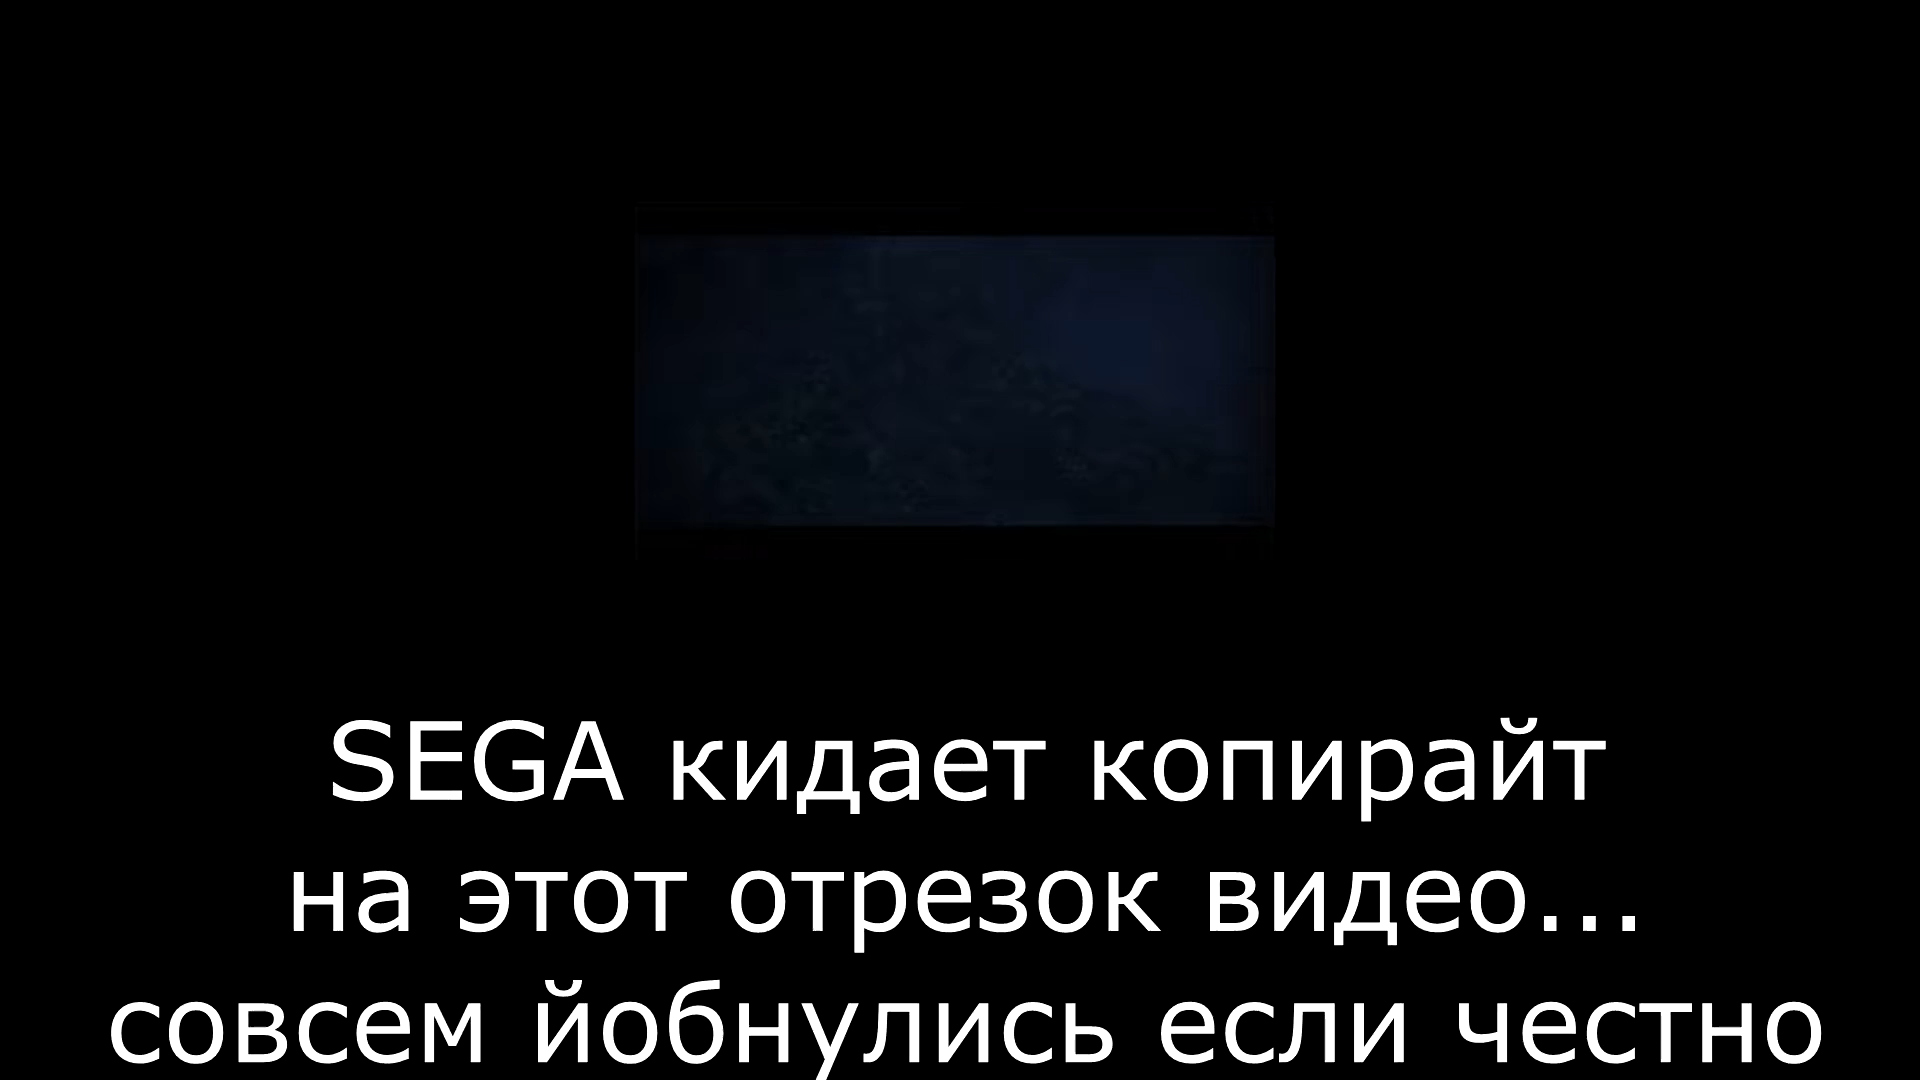 SEGA кидает копирайт
на этот отрезок видео...
совсем йобнулись если честно